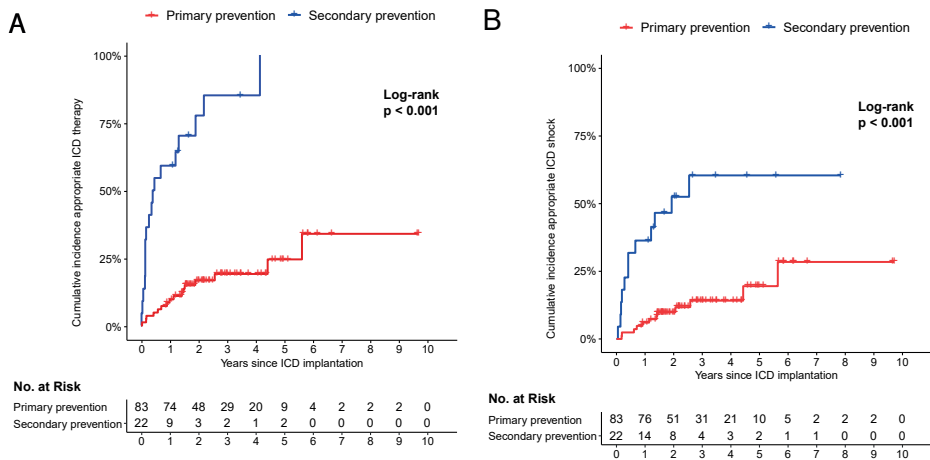 A
Primary prevention Secondary prevention
Cumulative incidence appropriate ICD therapy
100%
75%
50%
25%
0%
Log-rank
p < 0.001
0 1 2 3 4 5 6 7 8 9 10
Years since ICD implantation
No. at Risk
Primary prevention 83 74 48 29 20 9 4 2 2 2 0
Secondary prevention 22 9 3 2 1 2 0 0 0 0 0
0 1 2 3 4 5 6 7 8 9 10
B
Primary prevention Secondary prevention
Cumulative incidence appropriate ICD shock
100%
75%
50%
25%
0%
Log-rank
p < 0.001
0 1 2 3 4 5 6 7 8 9 10
Years since ICD implantation
No. at Risk
Primary prevention 83 76 51 31 21 10 5 2 2 2 0
Secondary prevention 22 14 8 4 3 2 1 1 0 0 0
0 1 2 3 4 5 6 7 8 9 10